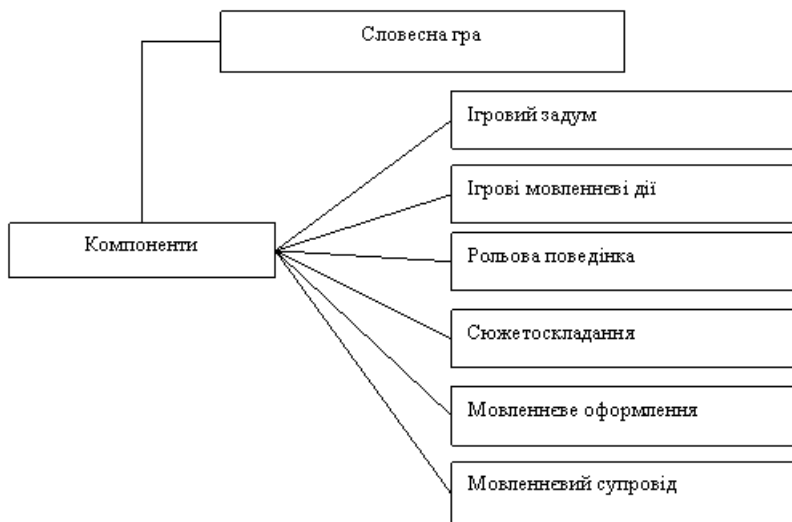 Словесна гра
Ігровий задум
Ігрові мовленнєві дії
Компоненти
Рольова поведінка
Сюжетоскладання
Мовленнєве оформлення
Мовленнєвий супровід